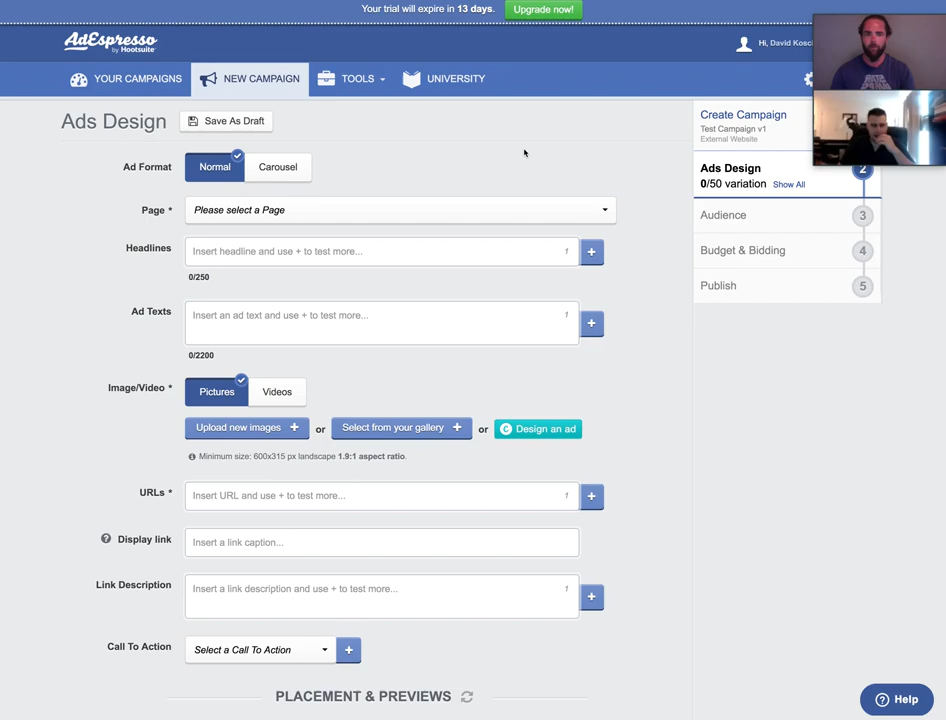 Your trial will expire in 13 days. Upgrade now!
AdEspresso
by Hootsuite
Hi, David Kosci
YOUR CAMPAIGNS NEW CAMPAIGN TOOLS UNIVERSITY
Ads Design Save As Draft
Create Campaign
Test Campaign v1
External Website
Ads Design 2
0/50 variation Show All
Audience 3
Budget & Bidding 4
Publish 5
Ad Format Normal Carousel
Page * Please select a Page
Headlines Insert headline and use + to test more... 1 +
0/250
Ad Texts Insert an ad text and use + to test more... 1 +
0/2200
Image/Video * Pictures Videos
Upload new images + or Select from your gallery + or C Design an ad
Minimum size: 600x315 px landscape 1.9:1 aspect ratio.
URLs * Insert URL and use + to test more... 1 +
? Display link Insert a link caption...
Link Description Insert a link description and use + to test more... 1 +
Call To Action Select a Call To Action +
PLACEMENT & PREVIEWS
? Help